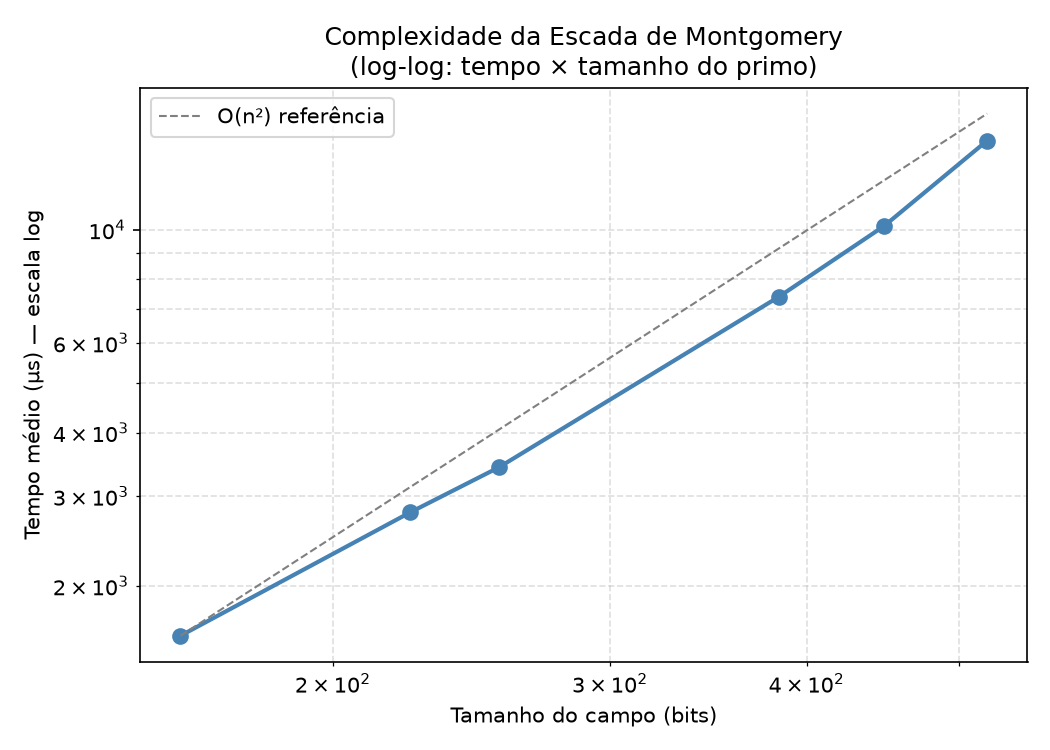 Complexidade da Escada de Montgomery
(log-log: tempo × tamanho do primo)
O(n²) referência
Tempo médio (µs) — escala log
10⁴
6 × 10³
4 × 10³
3 × 10³
2 × 10³
2 × 10² 3 × 10² 4 × 10²
Tamanho do campo (bits)